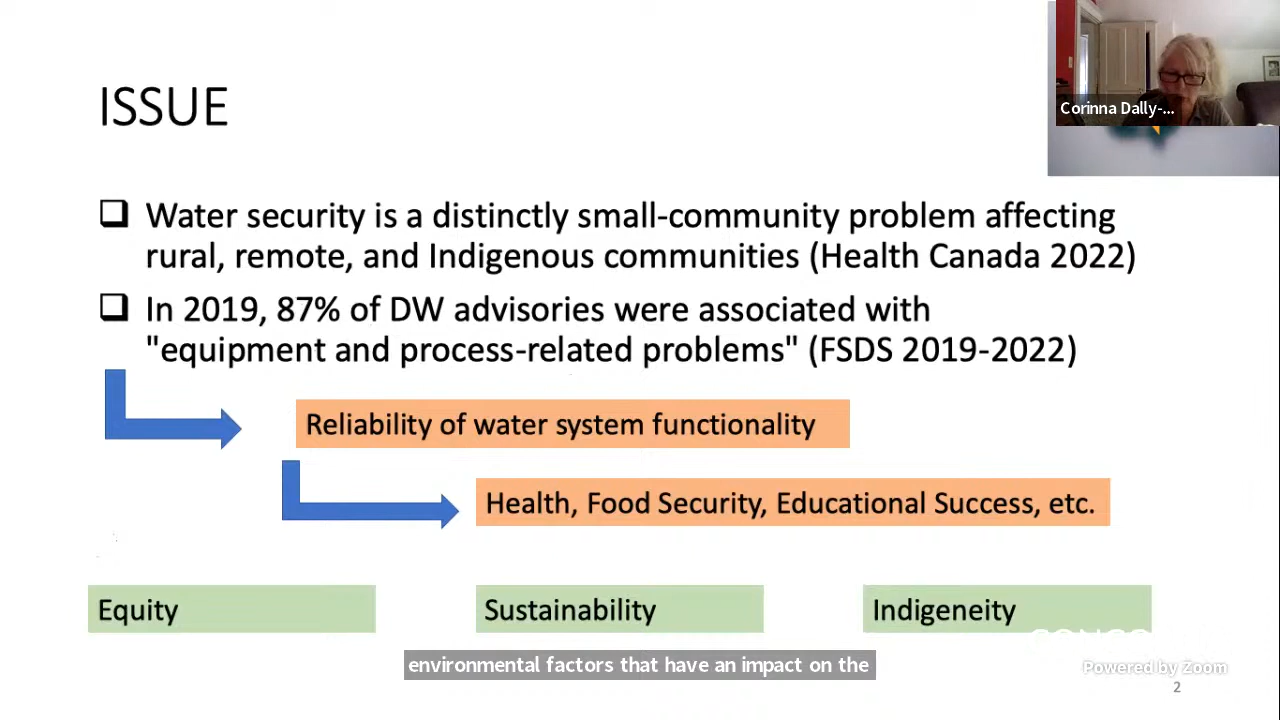 Corinna Dally-...
ISSUE
Water security is a distinctly small-community problem affecting
rural, remote, and Indigenous communities (Health Canada 2022)
In 2019, 87% of DW advisories were associated with
"equipment and process-related problems" (FSDS 2019-2022)
Reliability of water system functionality
Health, Food Security, Educational Success, etc.
Equity
Sustainability
Indigeneity
environmental factors that have an impact on the
Powered by Zoom
2